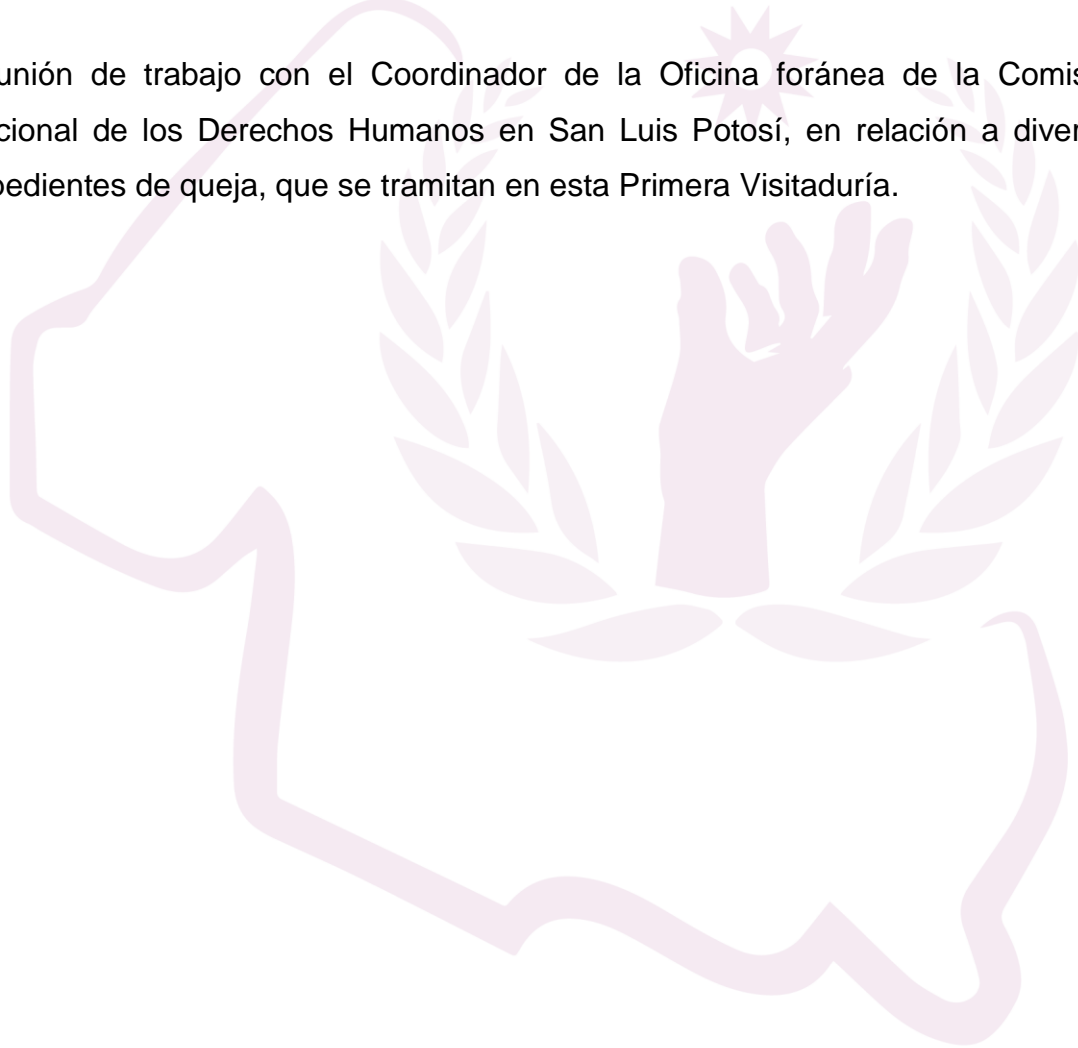 unión de trabajo con el Coordinador de la Oficina foránea de la Comis
cional de los Derechos Humanos en San Luis Potosí, en relación a diver
pedientes de queja, que se tramitan en esta Primera Visitaduría.